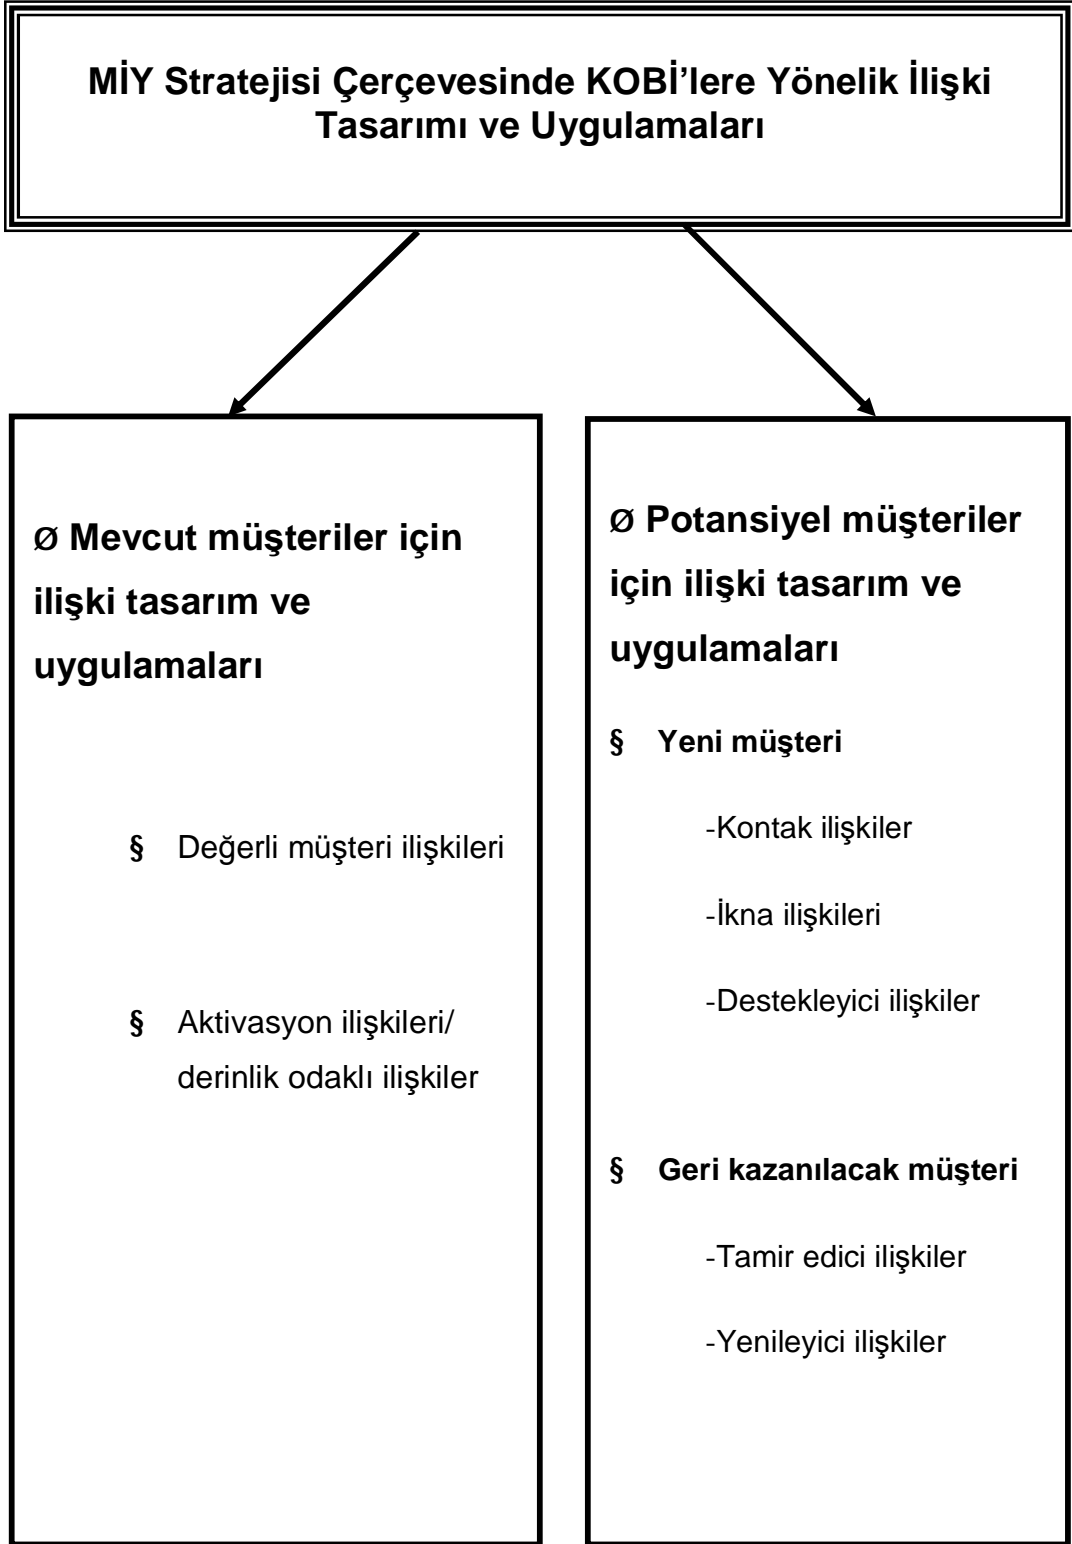 MİY Stratejisi Çerçevesinde KOBİ’lere Yönelik İlişki
Tasarımı ve Uygulamaları
Ø Mevcut müşteriler için
ilişki tasarım ve
uygulamaları
§ Değerli müşteri ilişkileri
§ Aktivasyon ilişkileri/
derinlik odaklı ilişkiler
Ø Potansiyel müşteriler
için ilişki tasarım ve
uygulamaları
§ Yeni müşteri
-Kontak ilişkiler
-İkna ilişkileri
-Destekleyici ilişkiler
§ Geri kazanılacak müşteri
-Tamir edici ilişkiler
-Yenileyici ilişkiler